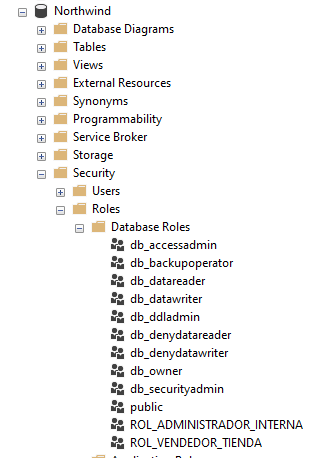 Northwind
Database Diagrams
Tables
Views
External Resources
Synonyms
Programmability
Service Broker
Storage
Security
Users
Roles
Database Roles
db_accessadmin
db_backupoperator
db_datareader
db_datawriter
db_ddladmin
db_denydatareader
db_denydatawriter
db_owner
db_securityadmin
public
ROL_ADMINISTRADOR_INTERNA
ROL_VENDEDOR_TIENDA